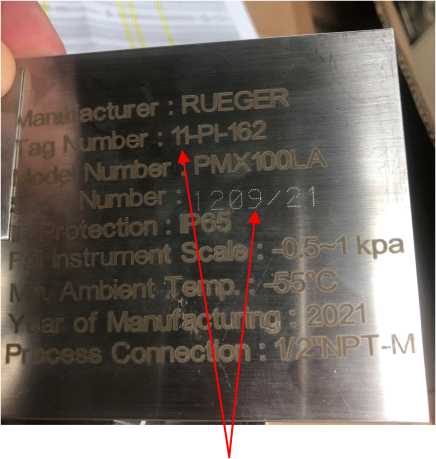 Manufacturer : RUEGER
Tag Number : 11-PI-162
Model Number : PMX100LA
Number : 1209/21
Protection : IP65
Instrument Scale : -0.5~1 kpa
Ambient Temp. : -55°C
Year of Manufacturing : 2021
Process Connection : 1/2"NPT-M